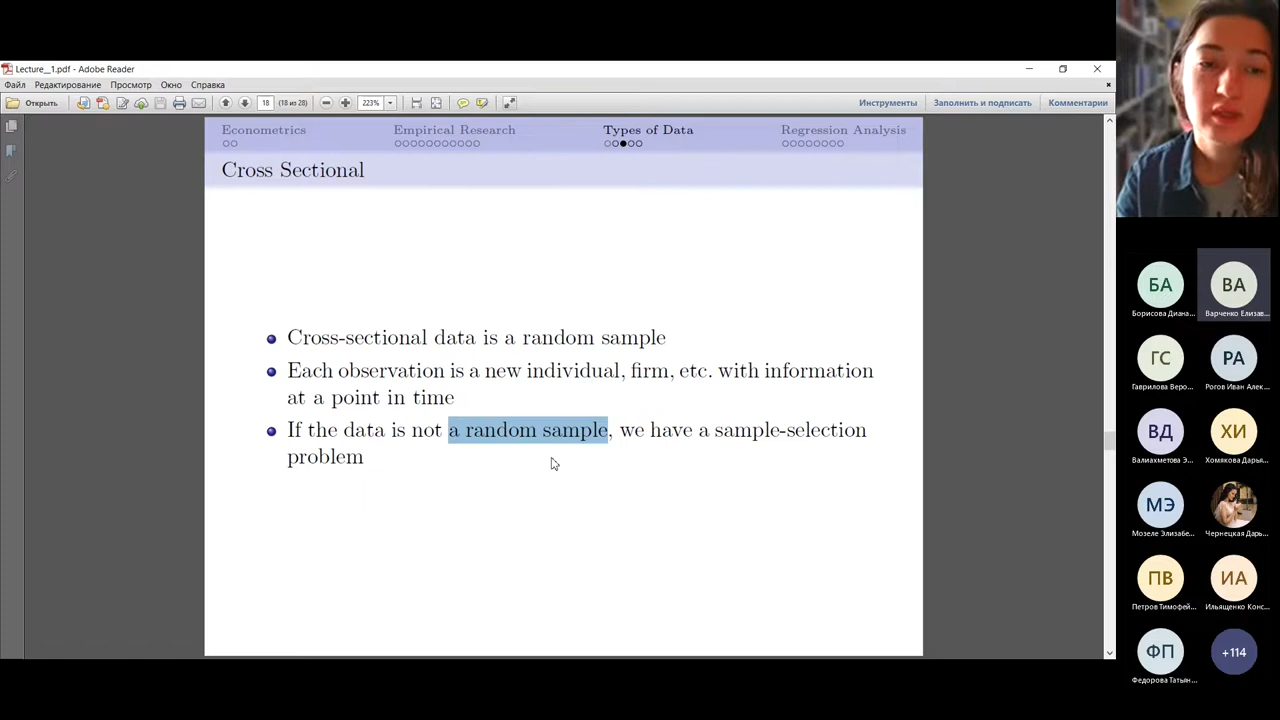 Lecture__1.pdf - Adobe Reader
Файл Редактирование Просмотр Окно Справка
Открыть 18 (18 из 28) 223% Инструменты Заполнить и подписать Комментарии
Econometrics Empirical Research Types of Data Regression Analysis
Cross Sectional
Cross-sectional data is a random sample
Each observation is a new individual, firm, etc. with information
at a point in time
If the data is not a random sample, we have a sample-selection
problem
БА ВА
Борисова Диана... Варченко Елизав...
ГС РА
Гаврилова Веро... Рогов Иван Алек...
ВД ХИ
Валиахметова Э... Хомякова Дарья...
МЭ
Мозеле Элизабе... Чернецкая Дарь...
ПВ ИА
Петров Тимофей... Ильященко Конс...
ФП +114
Федорова Татьян...